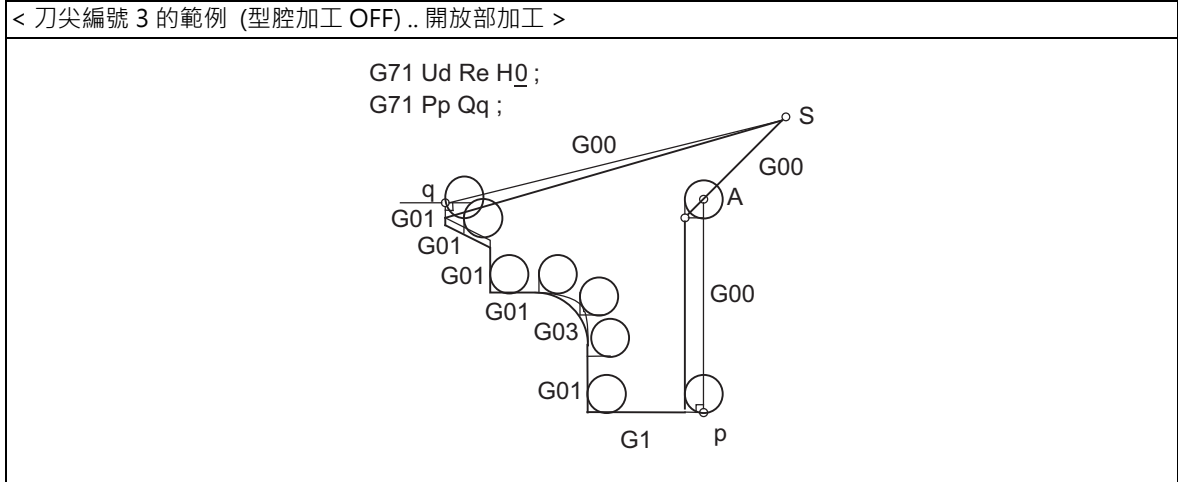 < 刀尖編號 3 的範例 (型腔加工 OFF) .. 開放部加工 >
G71 Ud Re H0 ;
G71 Pp Qq ;
S
G00
G00
q
A
G01
G01
G01
G00
G01
G03
G01
G1
p